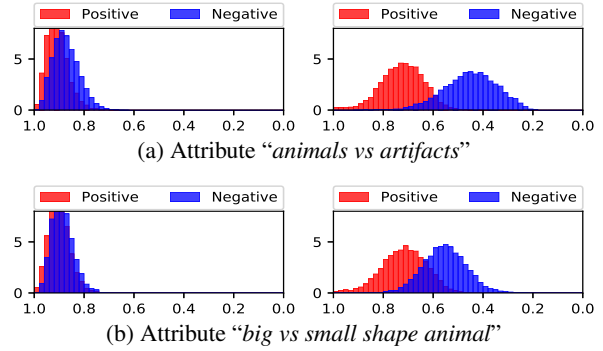 Positive Negative Positive Negative
5 5
0 0
1.0 0.8 0.6 0.4 0.2 0.0 1.0 0.8 0.6 0.4 0.2 0.0
(a) Attribute “animals vs artifacts”
Positive Negative Positive Negative
5 5
0 0
1.0 0.8 0.6 0.4 0.2 0.0 1.0 0.8 0.6 0.4 0.2 0.0
(b) Attribute “big vs small shape animal”